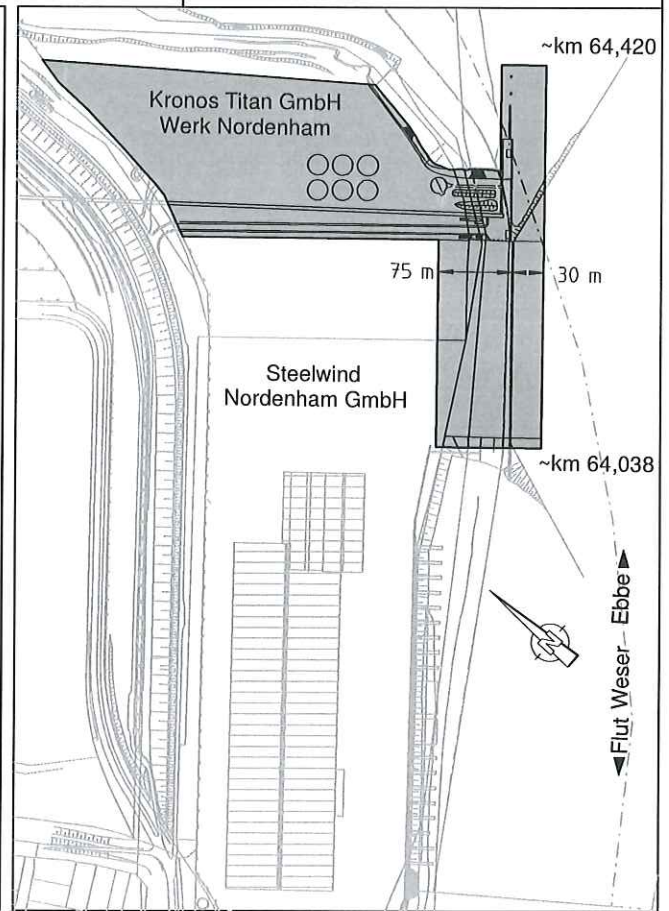 ~km 64,420
Kronos Titan GmbH
Werk Nordenham
75 m
30 m
Steelwind
Nordenham GmbH
~km 64,038
◄Flut Weser Ebbe►
N